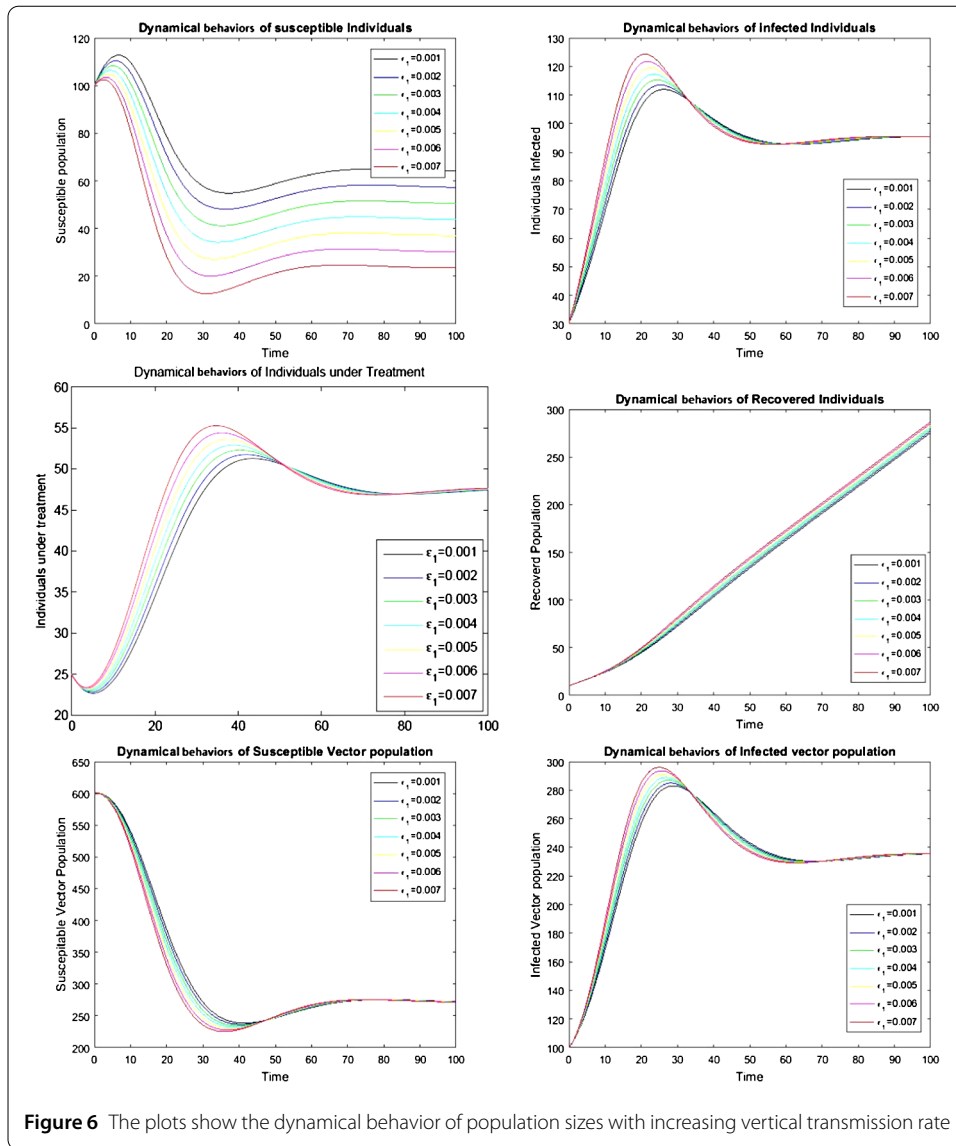 Dynamical behaviors of susceptible Individuals
Susceptible population
120
100
80
60
40
20
0
0 10 20 30 40 50 60 70 80 90 100
Time
ϵ1=0.001
ϵ1=0.002
ϵ1=0.003
ϵ1=0.004
ϵ1=0.005
ϵ1=0.006
ϵ1=0.007
Dynamical behaviors of Infected Individuals
Individuals Infected
130
120
110
100
90
80
70
60
50
40
30
0 10 20 30 40 50 60 70 80 90 100
Time
ϵ1=0.001
ϵ1=0.002
ϵ1=0.003
ϵ1=0.004
ϵ1=0.005
ϵ1=0.006
ϵ1=0.007
Dynamical behaviors of Individuals under Treatment
Individuals under treatment
60
55
50
45
40
35
30
25
20
0 20 40 60 80 100
Time
ε1=0.001
ε1=0.002
ε1=0.003
ε1=0.004
ε1=0.005
ε1=0.006
ε1=0.007
Dynamical behaviors of Recovered Individuals
Recoverd Population
300
250
200
150
100
50
0
0 10 20 30 40 50 60 70 80 90 100
Time
ϵ1=0.001
ϵ1=0.002
ϵ1=0.003
ϵ1=0.004
ϵ1=0.005
ϵ1=0.006
ϵ1=0.007
Dynamical behaviors of Susceptible Vector population
Suscepitable Vector Population
650
600
550
500
450
400
350
300
250
200
0 10 20 30 40 50 60 70 80 90 100
Time
ϵ1=0.001
ϵ1=0.002
ϵ1=0.003
ϵ1=0.004
ϵ1=0.005
ϵ1=0.006
ϵ1=0.007
Dynamical behaviors of Infected vector population
Infected Vector population
300
280
260
240
220
200
180
160
140
120
100
0 10 20 30 40 50 60 70 80 90 100
Time
ϵ1=0.001
ϵ1=0.002
ϵ1=0.003
ϵ1=0.004
ϵ1=0.005
ϵ1=0.006
ϵ1=0.007
Figure 6 The plots show the dynamical behavior of population sizes with increasing vertical transmission rate